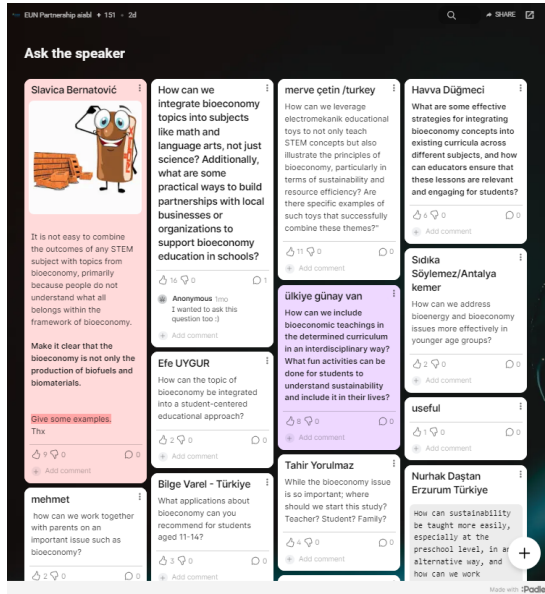 EUN Partnership aiabl + 151 • 2d
SHARE
Ask the speaker
Slavica Bernatović
It is not easy to combine
the outcomes of any STEM
subject with topics from
bioeconomy, primarily
because people do not
understand what all
belongs within the
framework of bioeconomy.
Make it clear that the
bioeconomy is not only the
production of biofuels and
biomaterials.
Give some examples.
Thx
9 0 0
Add comment
mehmet
how can we work together
with parents on an
important issue such as
bioeconomy?
2 0 0
How can we
integrate bioeconomy
topics into subjects
like math and
language arts, not just
science? Additionally,
what are some
practical ways to build
partnerships with local
businesses or
organizations to
support bioeconomy
education in schools?
16 0 1
Anonymous 1mo
I wanted to ask this
question too :)
Add comment
Efe UYGUR
How can the topic of
bioeconomy be integrated
into a student-centered
educational approach?
2 0 0
Add comment
Bilge Varel - Türkiye
What applications about
bioeconomy can you
recommend for students
aged 11-14?
3 0 0
Add comment
merve çetin /turkey
How can we leverage
electromekanik educational
toys to not only teach
STEM concepts but also
illustrate the principles of
bioeconomy, particularly in
terms of sustainability and
resource efficiency? Are
there specific examples of
such toys that successfully
combine these themes?"
11 0 0
Add comment
ülkiye günay van
How can we include
bioeconomic teachings in
the determined curriculum
in an interdisciplinary way?
What fun activities can be
done for students to
understand sustainability
and include it in their lives?
8 0 0
Add comment
Tahir Yorulmaz
While the bioeconomy issue
is so important; where
should we start this study?
Teacher? Student? Family?
4 0 0
Add comment
Havva Düğmeci
What are some effective
strategies for integrating
bioeconomy concepts into
existing curricula across
different subjects, and how
can educators ensure that
these lessons are relevant
and engaging for students?
6 0 0
Add comment
Sıdıka
Söylemez/Antalya
kemer
How can we address
bioenergy and bioeconomy
issues more effectively in
younger age groups?
2 0 0
Add comment
useful
1 0 0
Add comment
Nurhak Daştan
Erzurum Türkiye
How can sustainability
be taught more easily,
especially at the
preschool level, in an
alternative way, and
how can we work
Made with :Padle